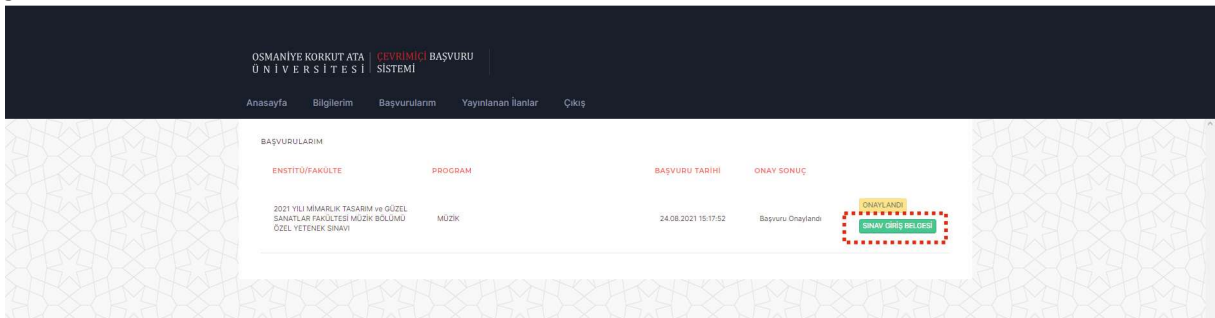 OSMANİYE KORKUT ATA ÇEVRİMİÇİ BAŞVURU
ÜNİVERSİTESİ SİSTEMİ
Anasayfa Bilgilerim Başvurularım Yayınlanan İlanlar Çıkış
BAŞVURULARIM
ENSTİTÜ/FAKÜLTE PROGRAM BAŞVURU TARİHİ ONAY SONUÇ
2021 YILI MİMARLIK TASARIM ve GÜZEL
SANATLAR FAKÜLTESİ MÜZİK BÖLÜMÜ
ÖZEL YETENEK SINAVI
MÜZİK
24.08.2021 15:17:52
Başvuru Onaylandı
ONAYLANDI
SINAV GİRİŞ BELGESİ